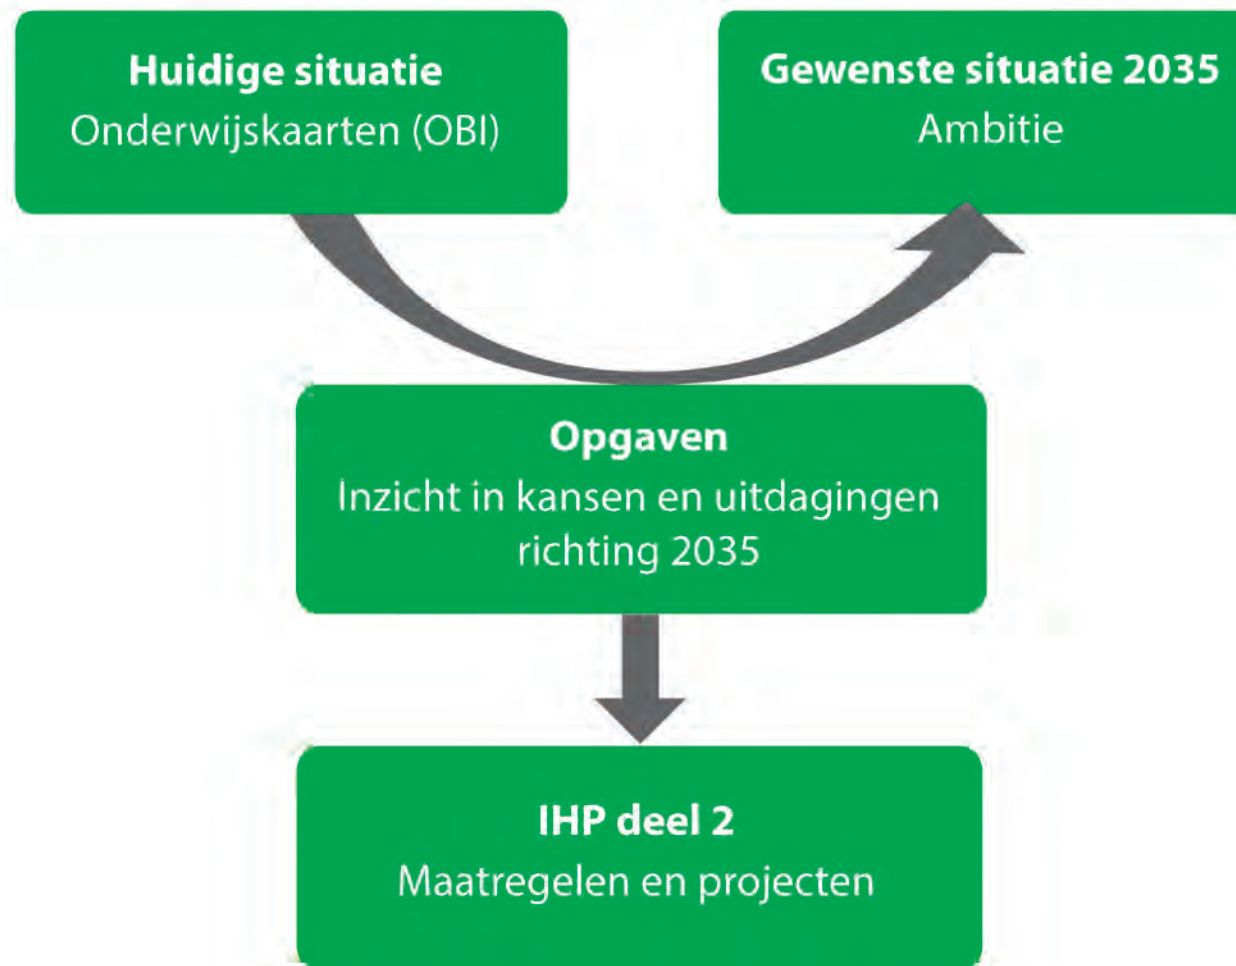 Huidige situatie
Onderwijskaarten (OBI)
Gewenste situatie 2035
Ambitie
Opgaven
Inzicht in kansen en uitdagingen
richting 2035
IHP deel 2
Maatregelen en projecten